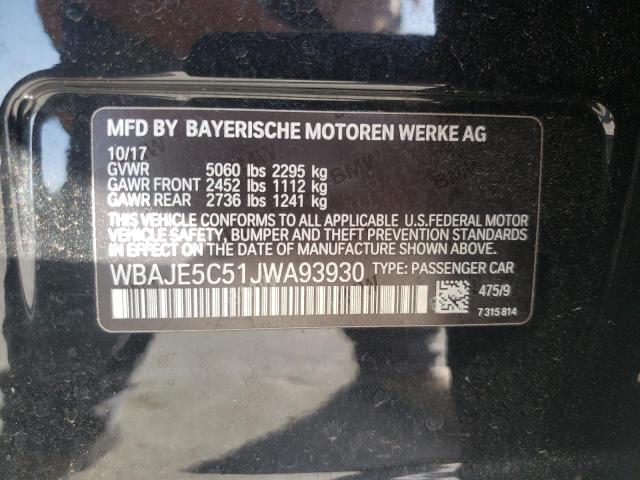 MFD BY BAYERISCHE MOTOREN WERKE AG
10/17
GVWR 5060 lbs 2295 kg
GAWR FRONT 2452 lbs 1112 kg
GAWR REAR 2736 lbs 1241 kg
THIS VEHICLE CONFORMS TO ALL APPLICABLE U.S.FEDERAL MOTOR
VEHICLE SAFETY, BUMPER, AND THEFT PREVENTION STANDARDS
IN EFFECT ON THE DATE OF MANUFACTURE SHOWN ABOVE.
WBAJE5C51JWA93930 TYPE: PASSENGER CAR
475/9
7 315 814